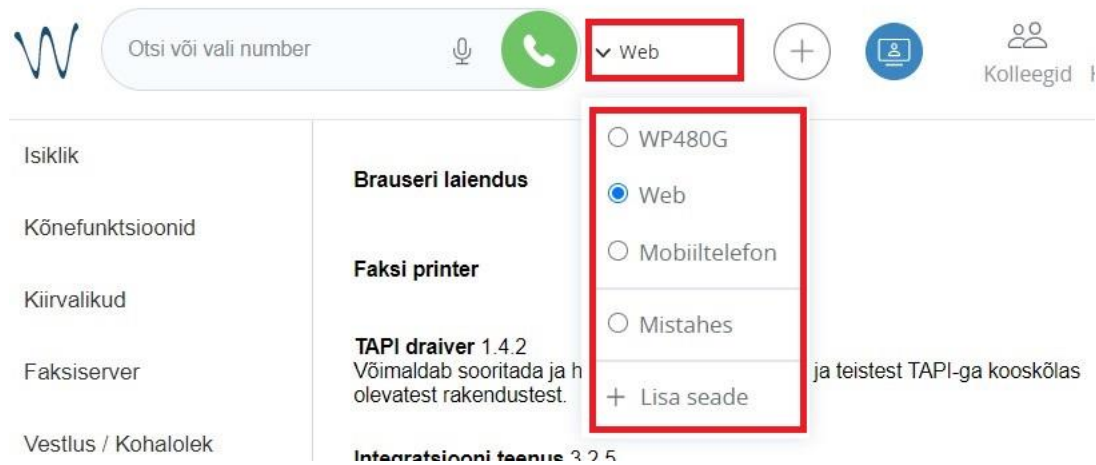 Otsi või vali number
Web
Kolleegid
Isiklik
Kõnefunktsioonid
Kiirvalikud
Faksiserver
Vestlus / Kohalolek
Brauseri laiendus
Faksi printer
TAPI draiver 1.4.2
Võimaldab sooritada ja h ja teistest TAPI-ga kooskõlas
olevatest rakendustest.
Integratsiooni teenus 3.2.5
WP480G
Web
Mobiiltelefon
Mistahes
+ Lisa seade